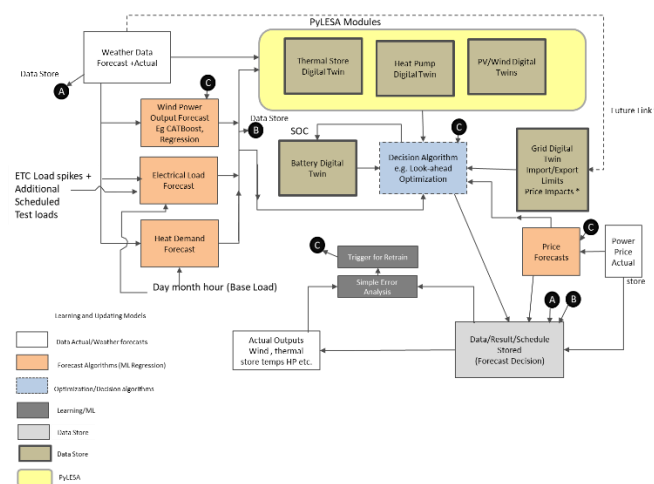 PyLESA Modules
Weather Data
Forecast +Actual
Data Store
A
Thermal Store
Digital Twin
Heat Pump
Digital Twin
PV/Wind Digital
Twins
C
Wind Power
Output Forecast
Eg CATBoost,
Regression
Data Store
B
Future Link
SOC
C
ETC Load spikes +
Additional
Scheduled
Test loads
Electrical Load
Forecast
Battery Digital
Twin
Decision Algorithm
e.g. Look-ahead
Optimization
Grid Digital
Twin
Import/Export
Limits
Price Impacts *
Heat Demand
Forecast
C
Trigger for Retrain
Simple Error
Analysis
C
Price
Forecasts
Power
Price
Actual
store
Day month hour (Base Load)
A
B
Learning and Updating Models
Data Actual/Weather forecasts
Forecast Algorithms (ML Regression)
Optimization/Decision algorithms
Learning/ML
Data Store
Data Store
PyLESA
Actual Outputs
Wind , thermal
store temps HP etc.
Data/Result/Schedule
Stored
(Forecast Decision)